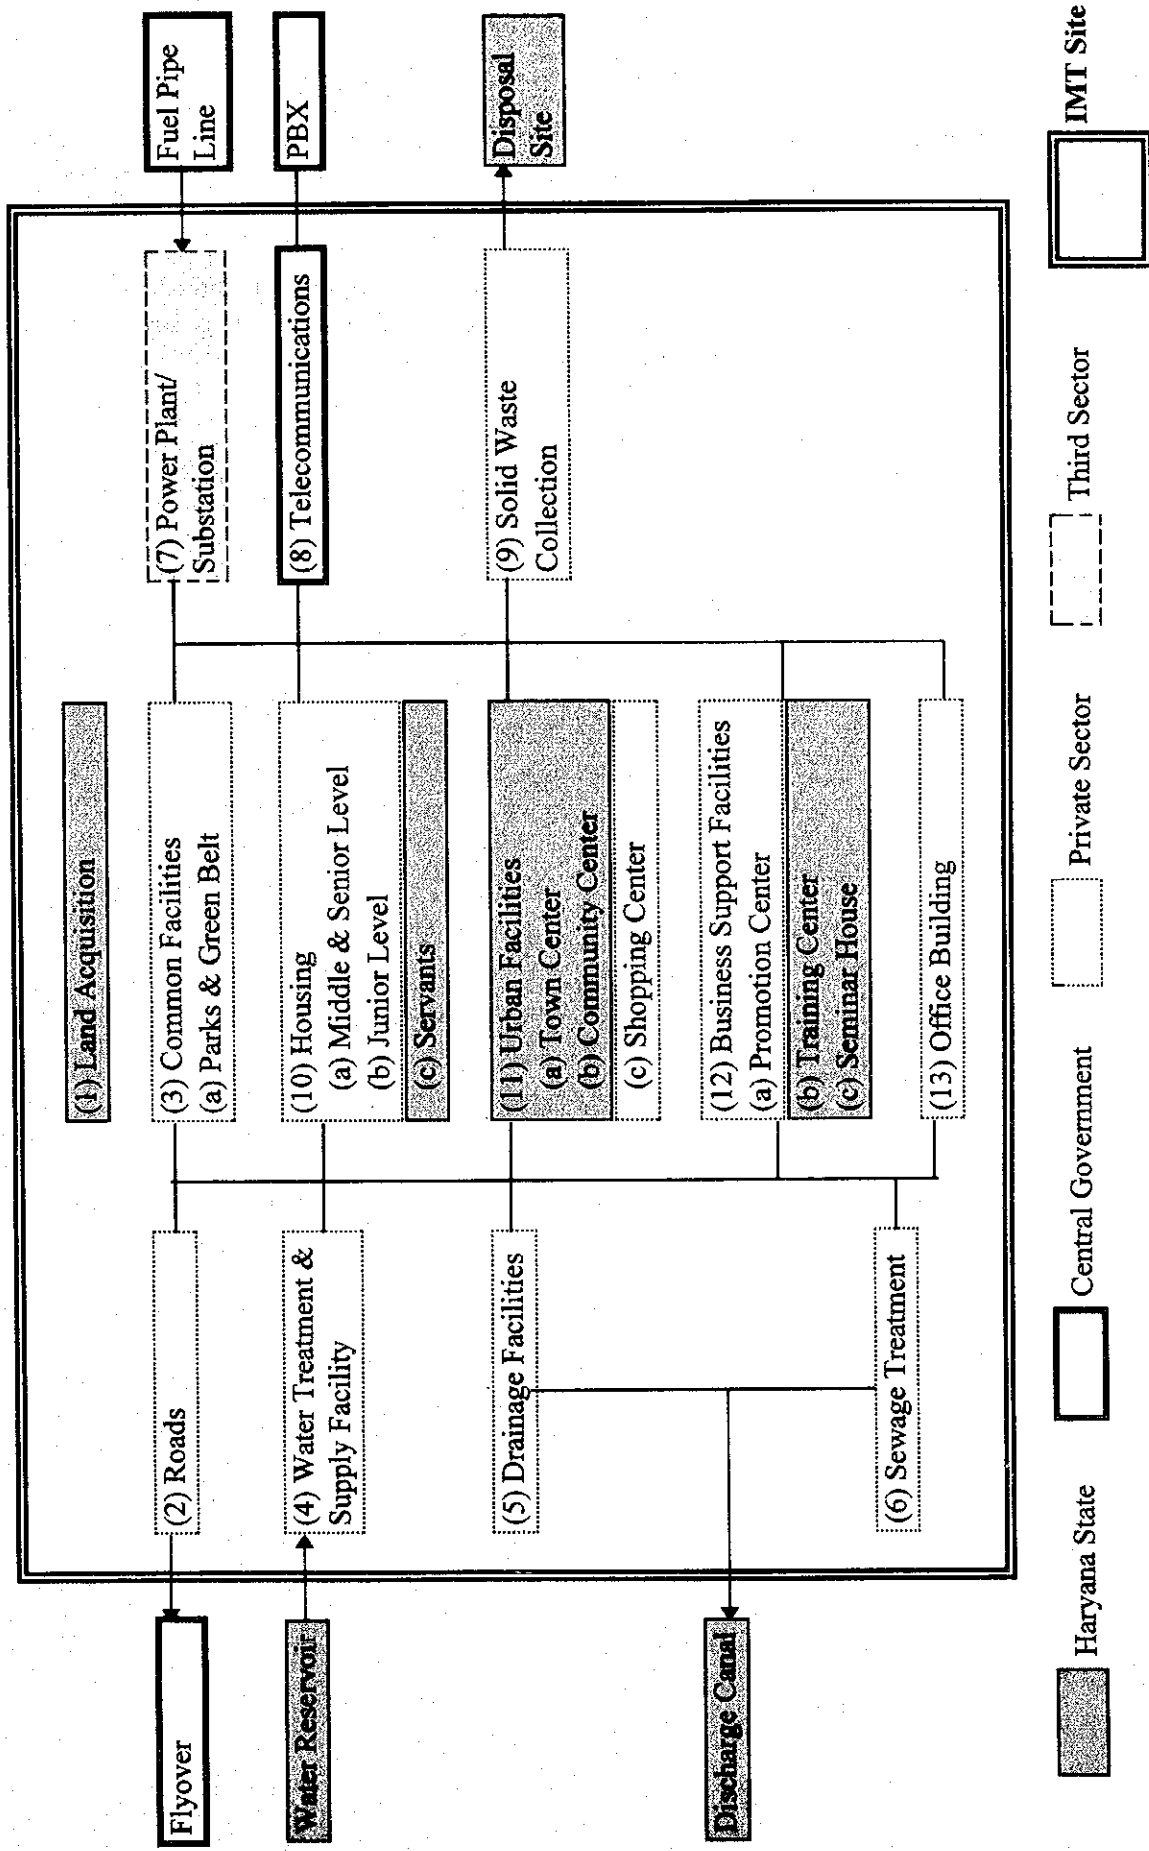 Flyover
Water Reservoir
Discharge Canal
(2) Roads
(4) Water Treatment &
Supply Facility
(5) Drainage Facilities
(6) Sewage Treatment
(1) Land Acquisition
(3) Common Facilities
(a) Parks & Green Belt
(10) Housing
(a) Middle & Senior Level
(b) Junior Level
(c) Servants
(11) Urban Facilities
(a) Town Center
(b) Community Center
(c) Shopping Center
(12) Business Support Facilities
(a) Promotion Center
(b) Training Center
(c) Seminar House
(13) Office Building
(7) Power Plant/
Substation
(8) Telecommunications
(9) Solid Waste
Collection
Fuel Pipe
Line
PBX
Disposal
Site
Haryana State
Central Government
Private Sector
Third Sector
IMT Site